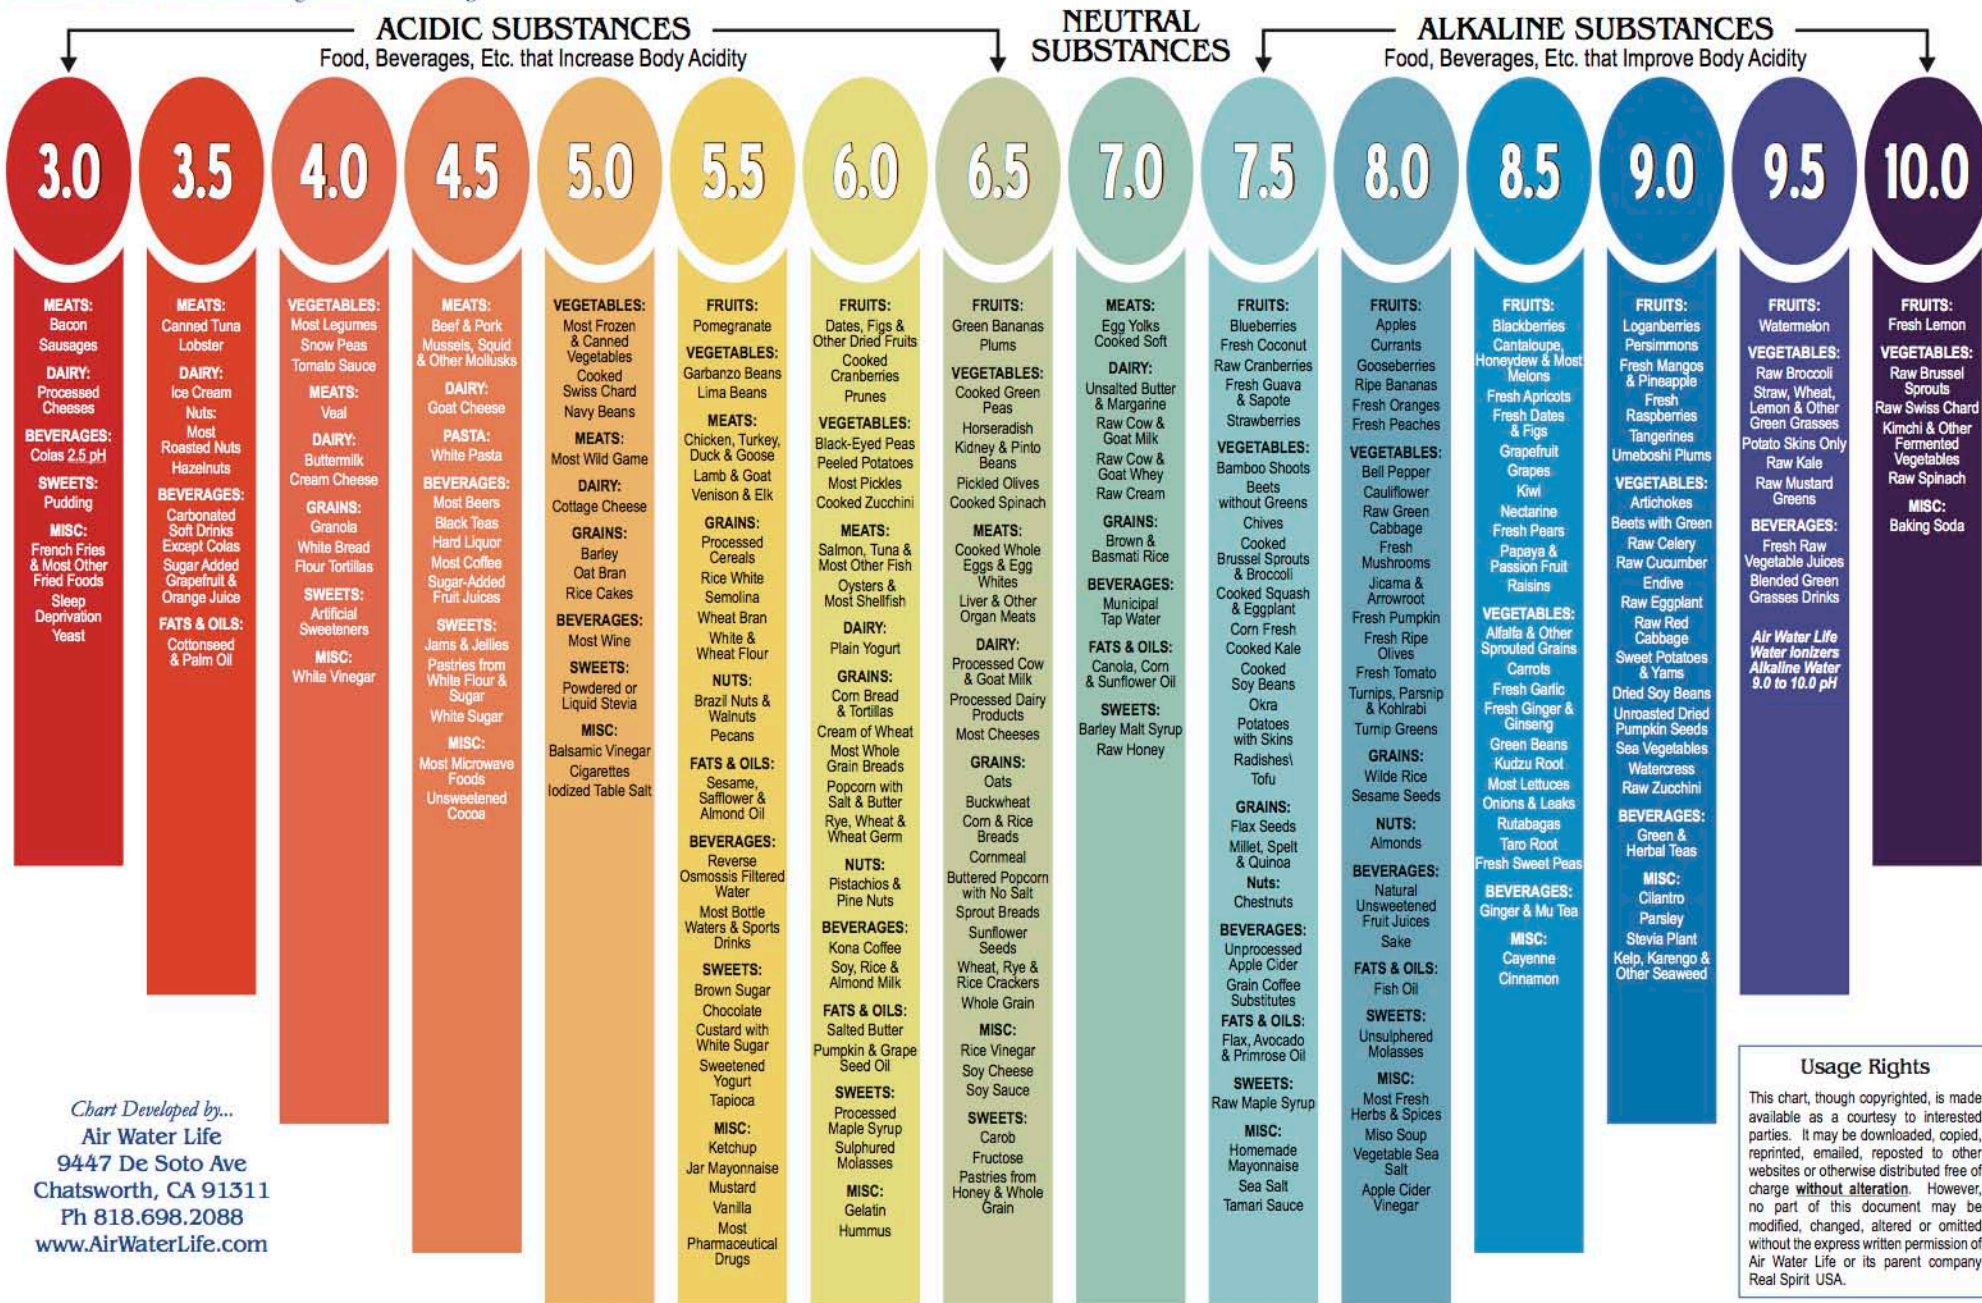 ACIDIC SUBSTANCES
Food, Beverages, Etc. that Increase Body Acidity
NEUTRAL
SUBSTANCES
ALKALINE SUBSTANCES
Food, Beverages, Etc. that Improve Body Acidity
3.0
MEATS:
Bacon
Sausages
DAIRY:
Processed
Cheeses
BEVERAGES:
Colas 2.5 pH
SWEETS:
Pudding
MISC:
French Fries
& Most Other
Fried Foods
Sleep
Deprivation
Yeast
3.5
MEATS:
Canned Tuna
Lobster
DAIRY:
Ice Cream
Nuts:
Most
Roasted Nuts
Hazelnuts
BEVERAGES:
Carbonated
Soft Drinks
Except Colas
Sugar Added
Grapefruit &
Orange Juice
FATS & OILS:
Cottonseed
& Palm Oil
4.0
VEGETABLES:
Most Legumes
Snow Peas
Tomato Sauce
MEATS:
Veal
DAIRY:
Buttermilk
Cream Cheese
GRAINS:
Granola
White Bread
Flour Tortillas
SWEETS:
Artificial
Sweeteners
MISC:
White Vinegar
4.5
MEATS:
Beef & Pork
Mussels, Squid
& Other Mollusks
DAIRY:
Goat Cheese
PASTA:
White Pasta
BEVERAGES:
Most Beers
Black Teas
Hard Liquor
Most Coffee
Sugar-Added
Fruit Juices
SWEETS:
Jams & Jellies
Pastries from
White Flour &
Sugar
White Sugar
MISC:
Most Microwave
Foods
Unsweetened
Cocoa
5.0
VEGETABLES:
Most Frozen
& Canned
Vegetables
Cooked
Swiss Chard
Navy Beans
MEATS:
Most Wild Game
DAIRY:
Cottage Cheese
GRAINS:
Barley
Oat Bran
Rice Cakes
BEVERAGES:
Most Wine
SWEETS:
Powdered or
Liquid Stevia
MISC:
Balsamic Vinegar
Cigarettes
Iodized Table Salt
5.5
FRUITS:
Pomegranate
VEGETABLES:
Garbanzo Beans
Lima Beans
MEATS:
Chicken, Turkey,
Duck & Goose
Lamb & Goat
Venison & Elk
GRAINS:
Processed
Cereals
Rice White
Semolina
Wheat Bran
White &
Wheat Flour
NUTS:
Brazil Nuts &
Walnuts
Pecans
FATS & OILS:
Sesame,
Safflower &
Almond Oil
BEVERAGES:
Reverse
Osmossis Filtered
Water
Most Bottle
Waters & Sports
Drinks
SWEETS:
Brown Sugar
Chocolate
Custard with
White Sugar
Sweetened
Yogurt
Tapioca
MISC:
Ketchup
Jar Mayonnaise
Mustard
Vanilla
Most
Pharmaceutical
Drugs
6.0
FRUITS:
Dates, Figs &
Other Dried Fruits
Cooked
Cranberries
Prunes
VEGETABLES:
Black-Eyed Peas
Peeled Potatoes
Most Pickles
Cooked Zucchini
MEATS:
Salmon, Tuna &
Most Other Fish
Oysters &
Most Shellfish
DAIRY:
Plain Yogurt
GRAINS:
Corn Bread
& Tortillas
Cream of Wheat
Most Whole
Grain Breads
Popcorn with
Salt & Butter
Rye, Wheat &
Wheat Germ
NUTS:
Pistachios &
Pine Nuts
BEVERAGES:
Kona Coffee
Soy, Rice &
Almond Milk
FATS & OILS:
Salted Butter
Pumpkin & Grape
Seed Oil
SWEETS:
Processed
Maple Syrup
Sulphured
Molasses
MISC:
Gelatin
Hummus
6.5
FRUITS:
Green Bananas
Plums
VEGETABLES:
Cooked Green
Peas
Horseradish
Kidney & Pinto
Beans
Pickled Olives
Cooked Spinach
MEATS:
Cooked Whole
Eggs & Egg
Whites
Liver & Other
Organ Meats
DAIRY:
Processed Cow
& Goat Milk
Processed Dairy
Products
Most Cheeses
GRAINS:
Oats
Buckwheat
Corn & Rice
Breads
Cornmeal
Buttered Popcorn
with No Salt
Sprout Breads
Sunflower
Seeds
Wheat, Rye &
Rice Crackers
Whole Grain
MISC:
Rice Vinegar
Soy Cheese
Soy Sauce
SWEETS:
Carob
Fructose
Pastries from
Honey & Whole
Grain
7.0
MEATS:
Egg Yolks
Cooked Soft
DAIRY:
Unsalted Butter
& Margarine
Raw Cow &
Goat Milk
Raw Cow &
Goat Whey
Raw Cream
GRAINS:
Brown &
Basmati Rice
BEVERAGES:
Municipal
Tap Water
FATS & OILS:
Canola, Corn
& Sunflower Oil
SWEETS:
Barley Malt Syrup
Raw Honey
7.5
FRUITS:
Blueberries
Fresh Coconut
Raw Cranberries
Fresh Guava
& Sapote
Strawberries
VEGETABLES:
Bamboo Shoots
Beets
without Greens
Chives
Cooked
Brussel Sprouts
& Broccoli
Cooked Squash
& Eggplant
Corn Fresh
Cooked Kale
Cooked
Soy Beans
Okra
Potatoes
with Skins
Radishes\
Tofu
GRAINS:
Flax Seeds
Millet, Spelt
& Quinoa
Nuts:
Chestnuts
BEVERAGES:
Unprocessed
Apple Cider
Grain Coffee
Substitutes
FATS & OILS:
Flax, Avocado
& Primrose Oil
SWEETS:
Raw Maple Syrup
MISC:
Homemade
Mayonnaise
Sea Salt
Tamari Sauce
8.0
FRUITS:
Apples
Currants
Gooseberries
Ripe Bananas
Fresh Oranges
Fresh Peaches
VEGETABLES:
Bell Pepper
Cauliflower
Raw Green
Cabbage
Fresh
Mushrooms
Jicama &
Arrowroot
Fresh Pumpkin
Fresh Ripe
Olives
Fresh Tomato
Turnips, Parsnip
& Kohlrabi
Turnip Greens
GRAINS:
Wilde Rice
Sesame Seeds
NUTS:
Almonds
BEVERAGES:
Natural
Unsweetened
Fruit Juices
Sake
FATS & OILS:
Fish Oil
SWEETS:
Unsulphered
Molasses
MISC:
Most Fresh
Herbs & Spices
Miso Soup
Vegetable Sea
Salt
Apple Cider
Vinegar
8.5
FRUITS:
Blackberries
Cantaloupe,
Honeydew & Most
Melons
Fresh Apricots
Fresh Dates
& Figs
Grapefruit
Grapes
Kiwi
Nectarine
Fresh Pears
Papaya &
Passion Fruit
Raisins
VEGETABLES:
Alfalfa & Other
Sprouted Grains
Carrots
Fresh Garlic
Fresh Ginger &
Ginseng
Green Beans
Kudzu Root
Most Lettuces
Onions & Leaks
Rutabagas
Taro Root
Fresh Sweet Peas
BEVERAGES:
Ginger & Mu Tea
MISC:
Cayenne
Cinnamon
9.0
FRUITS:
Loganberries
Persimmons
Fresh Mangos
& Pineapple
Fresh
Raspberries
Tangerines
Umeboshi Plums
VEGETABLES:
Artichokes
Beets with Green
Raw Celery
Raw Cucumber
Endive
Raw Eggplant
Raw Red
Cabbage
Sweet Potatoes
& Yams
Dried Soy Beans
Unroasted Dried
Pumpkin Seeds
Sea Vegetables
Watercress
Raw Zucchini
BEVERAGES:
Green &
Herbal Teas
MISC:
Cilantro
Parsley
Stevia Plant
Kelp, Karengo &
Other Seaweed
9.5
FRUITS:
Watermelon
VEGETABLES:
Raw Broccoli
Straw, Wheat,
Lemon & Other
Green Grasses
Potato Skins Only
Raw Kale
Raw Mustard
Greens
BEVERAGES:
Fresh Raw
Vegetable Juices
Blended Green
Grasses Drinks
Air Water Life
Water Ionizers
Alkaline Water
9.0 to 10.0 pH
10.0
FRUITS:
Fresh Lemon
VEGETABLES:
Raw Brussel
Sprouts
Raw Swiss Chard
Kimchi & Other
Fermented
Vegetables
Raw Spinach
MISC:
Baking Soda
Chart Developed by...
Air Water Life
9447 De Soto Ave
Chatsworth, CA 91311
Ph 818.698.2088
www.AirWaterLife.com
Usage Rights
This chart, though copyrighted, is made
available as a courtesy to interested
parties. It may be downloaded, copied,
reprinted, emailed, reposted to other
websites or otherwise distributed free of
charge without alteration. However,
no part of this document may be
modified, changed, altered or omitted
without the express written permission of
Air Water Life or its parent company
Real Spirit USA.